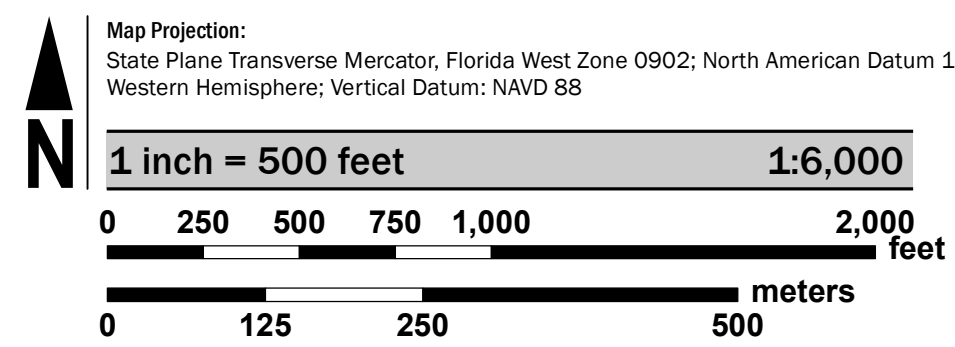 Map Projection:
State Plane Transverse Mercator, Florida West Zone 0902; North American Datum 1
Western Hemisphere; Vertical Datum: NAVD 88
N
1 inch = 500 feet 1:6,000
0 250 500 750 1,000 2,000
feet
meters
0 125 250 500